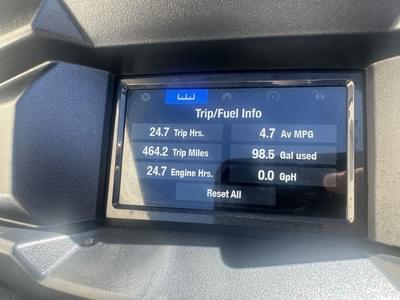 Trip/Fuel Info
24.7 Trip Hrs. 4.7 Av MPG
464.2 Trip Miles 98.5 Gal used
24.7 Engine Hrs. 0.0 GpH
Reset All